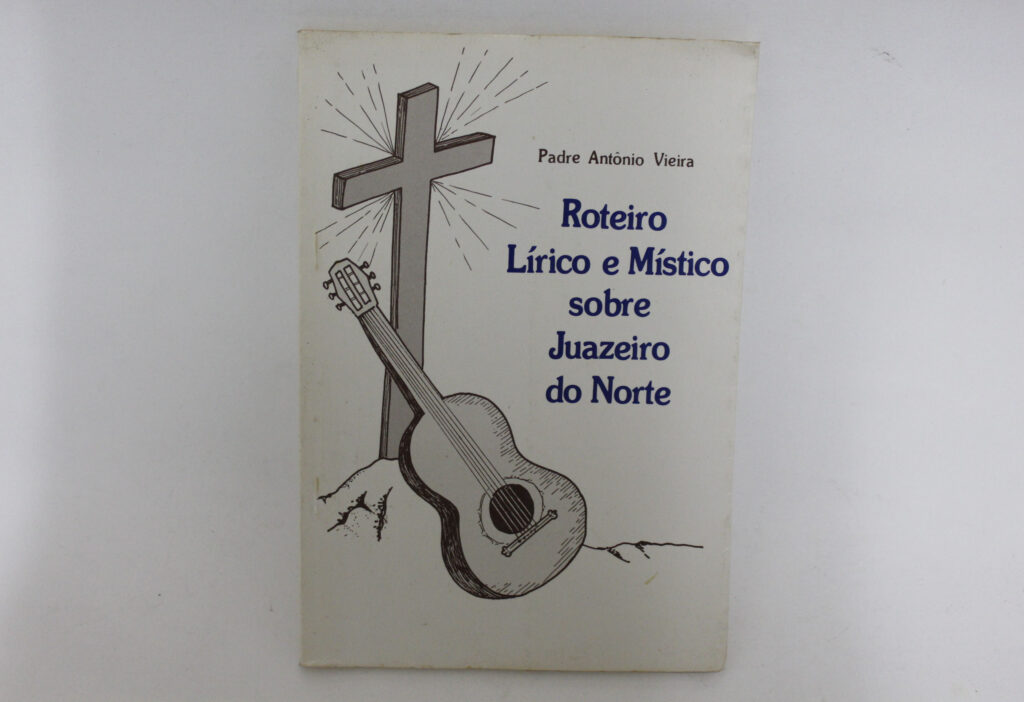 Padre Antônio Vieira
Roteiro
Lírico e Místico
sobre
Juazeiro
do Norte